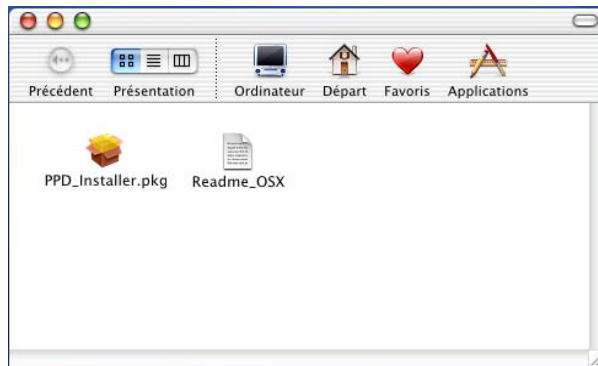 Précédent Présentation Ordinateur Départ Favoris Applications
PPD_Installer.pkg Readme_OSX